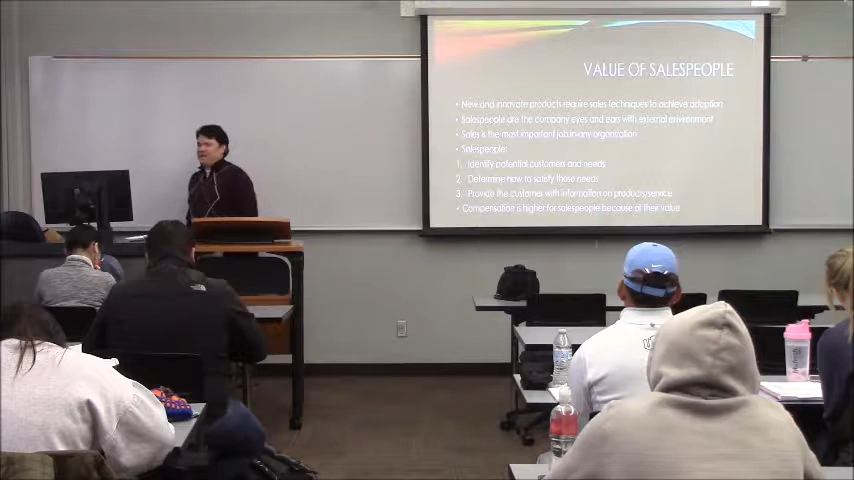 VALUE OF SALESPEOPLE
• New and innovate products require sales techniques to achieve adoption
• Salespeople are the company eyes and ears with external environment
• Sales is the most important job in any organization
• Salespeople:
1. Identify potential customers and needs
2. Determine how to satisfy those needs
3. Provide the customer with information on products/service
• Compensation is higher for salespeople because of their value